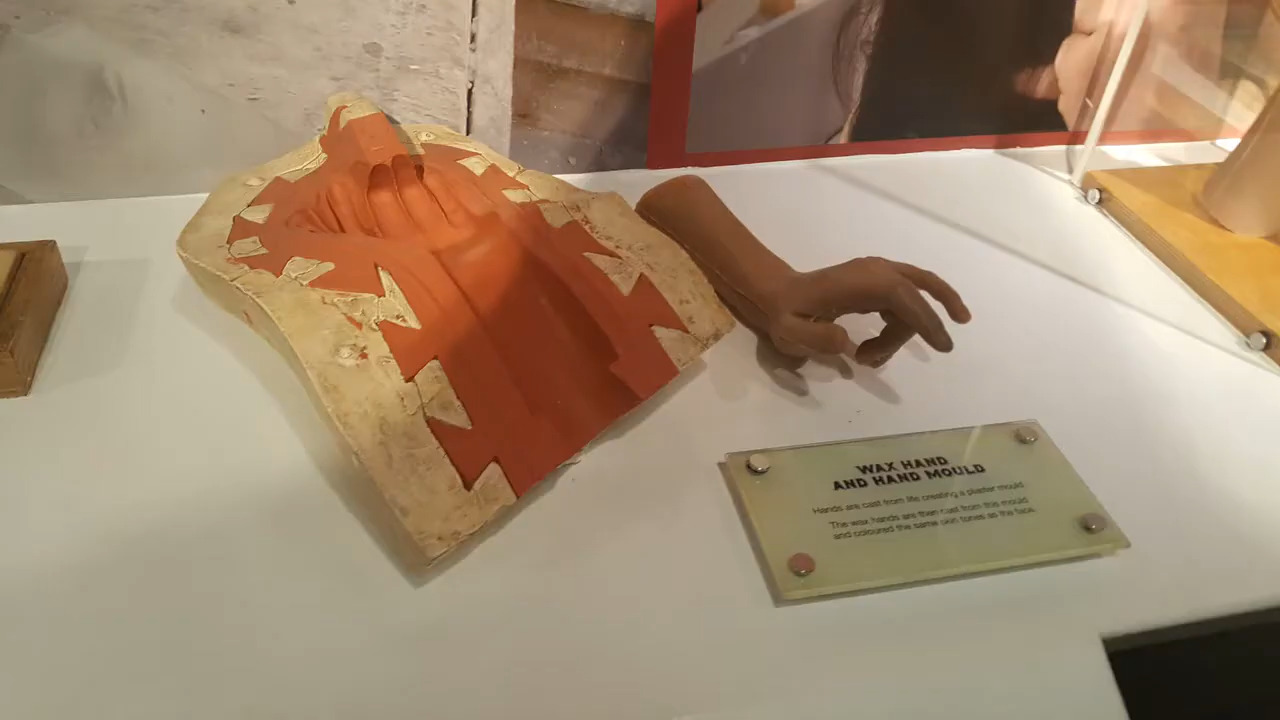 WAX HAND
AND HAND MOULD
Hands are cast from life creating a plaster mould.
The wax hands are then cast from this mould
and coloured the same skin tones as the face.